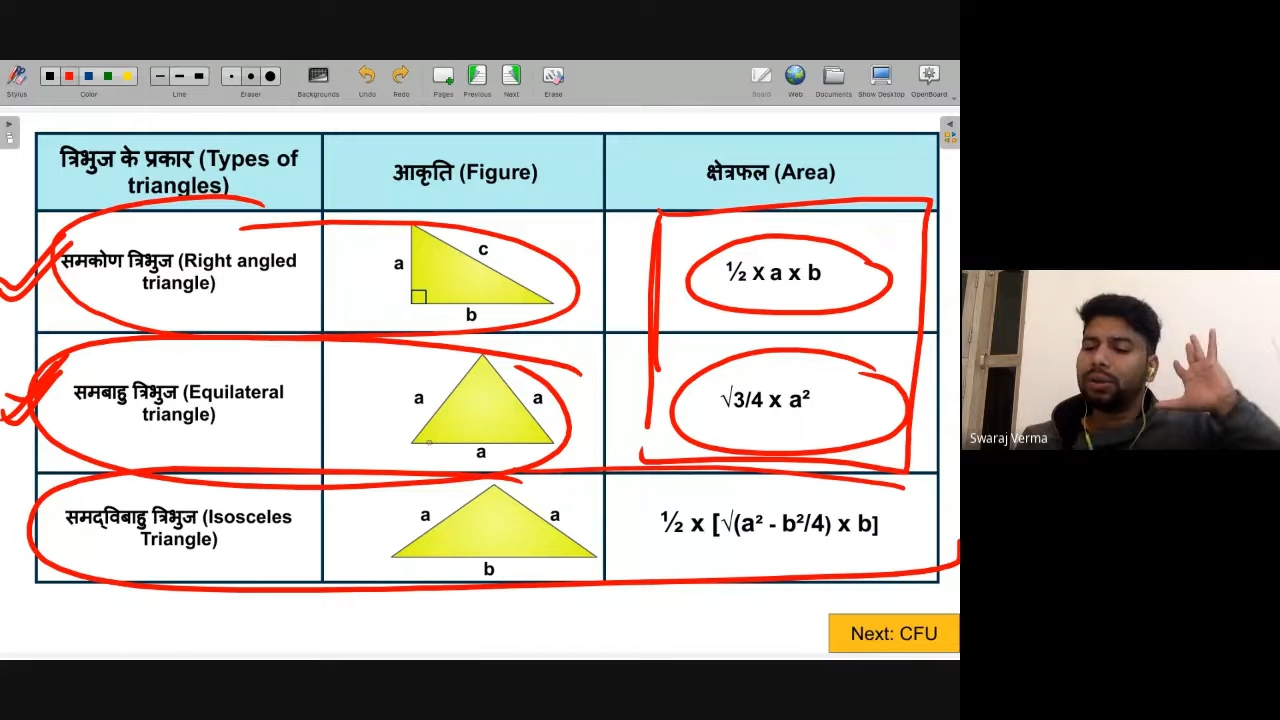 Stylus
Color
Line
Eraser
Backgrounds
Undo
Redo
Pages
Previous
Next
Erase
Board
Web
Documents
Show Desktop
OpenBoard
त्रिभुज के प्रकार (Types of
triangles)
आकृति (Figure)
क्षेत्रफल (Area)
समकोण त्रिभुज (Right angled
triangle)
a
c
b
½ x a x b
समबाहु त्रिभुज (Equilateral
triangle)
a
a
a
√3/4 x a²
समद्विबाहु त्रिभुज (Isosceles
Triangle)
a
a
b
½ x [√(a² - b²/4) x b]
Next: CFU
Swaraj Verma